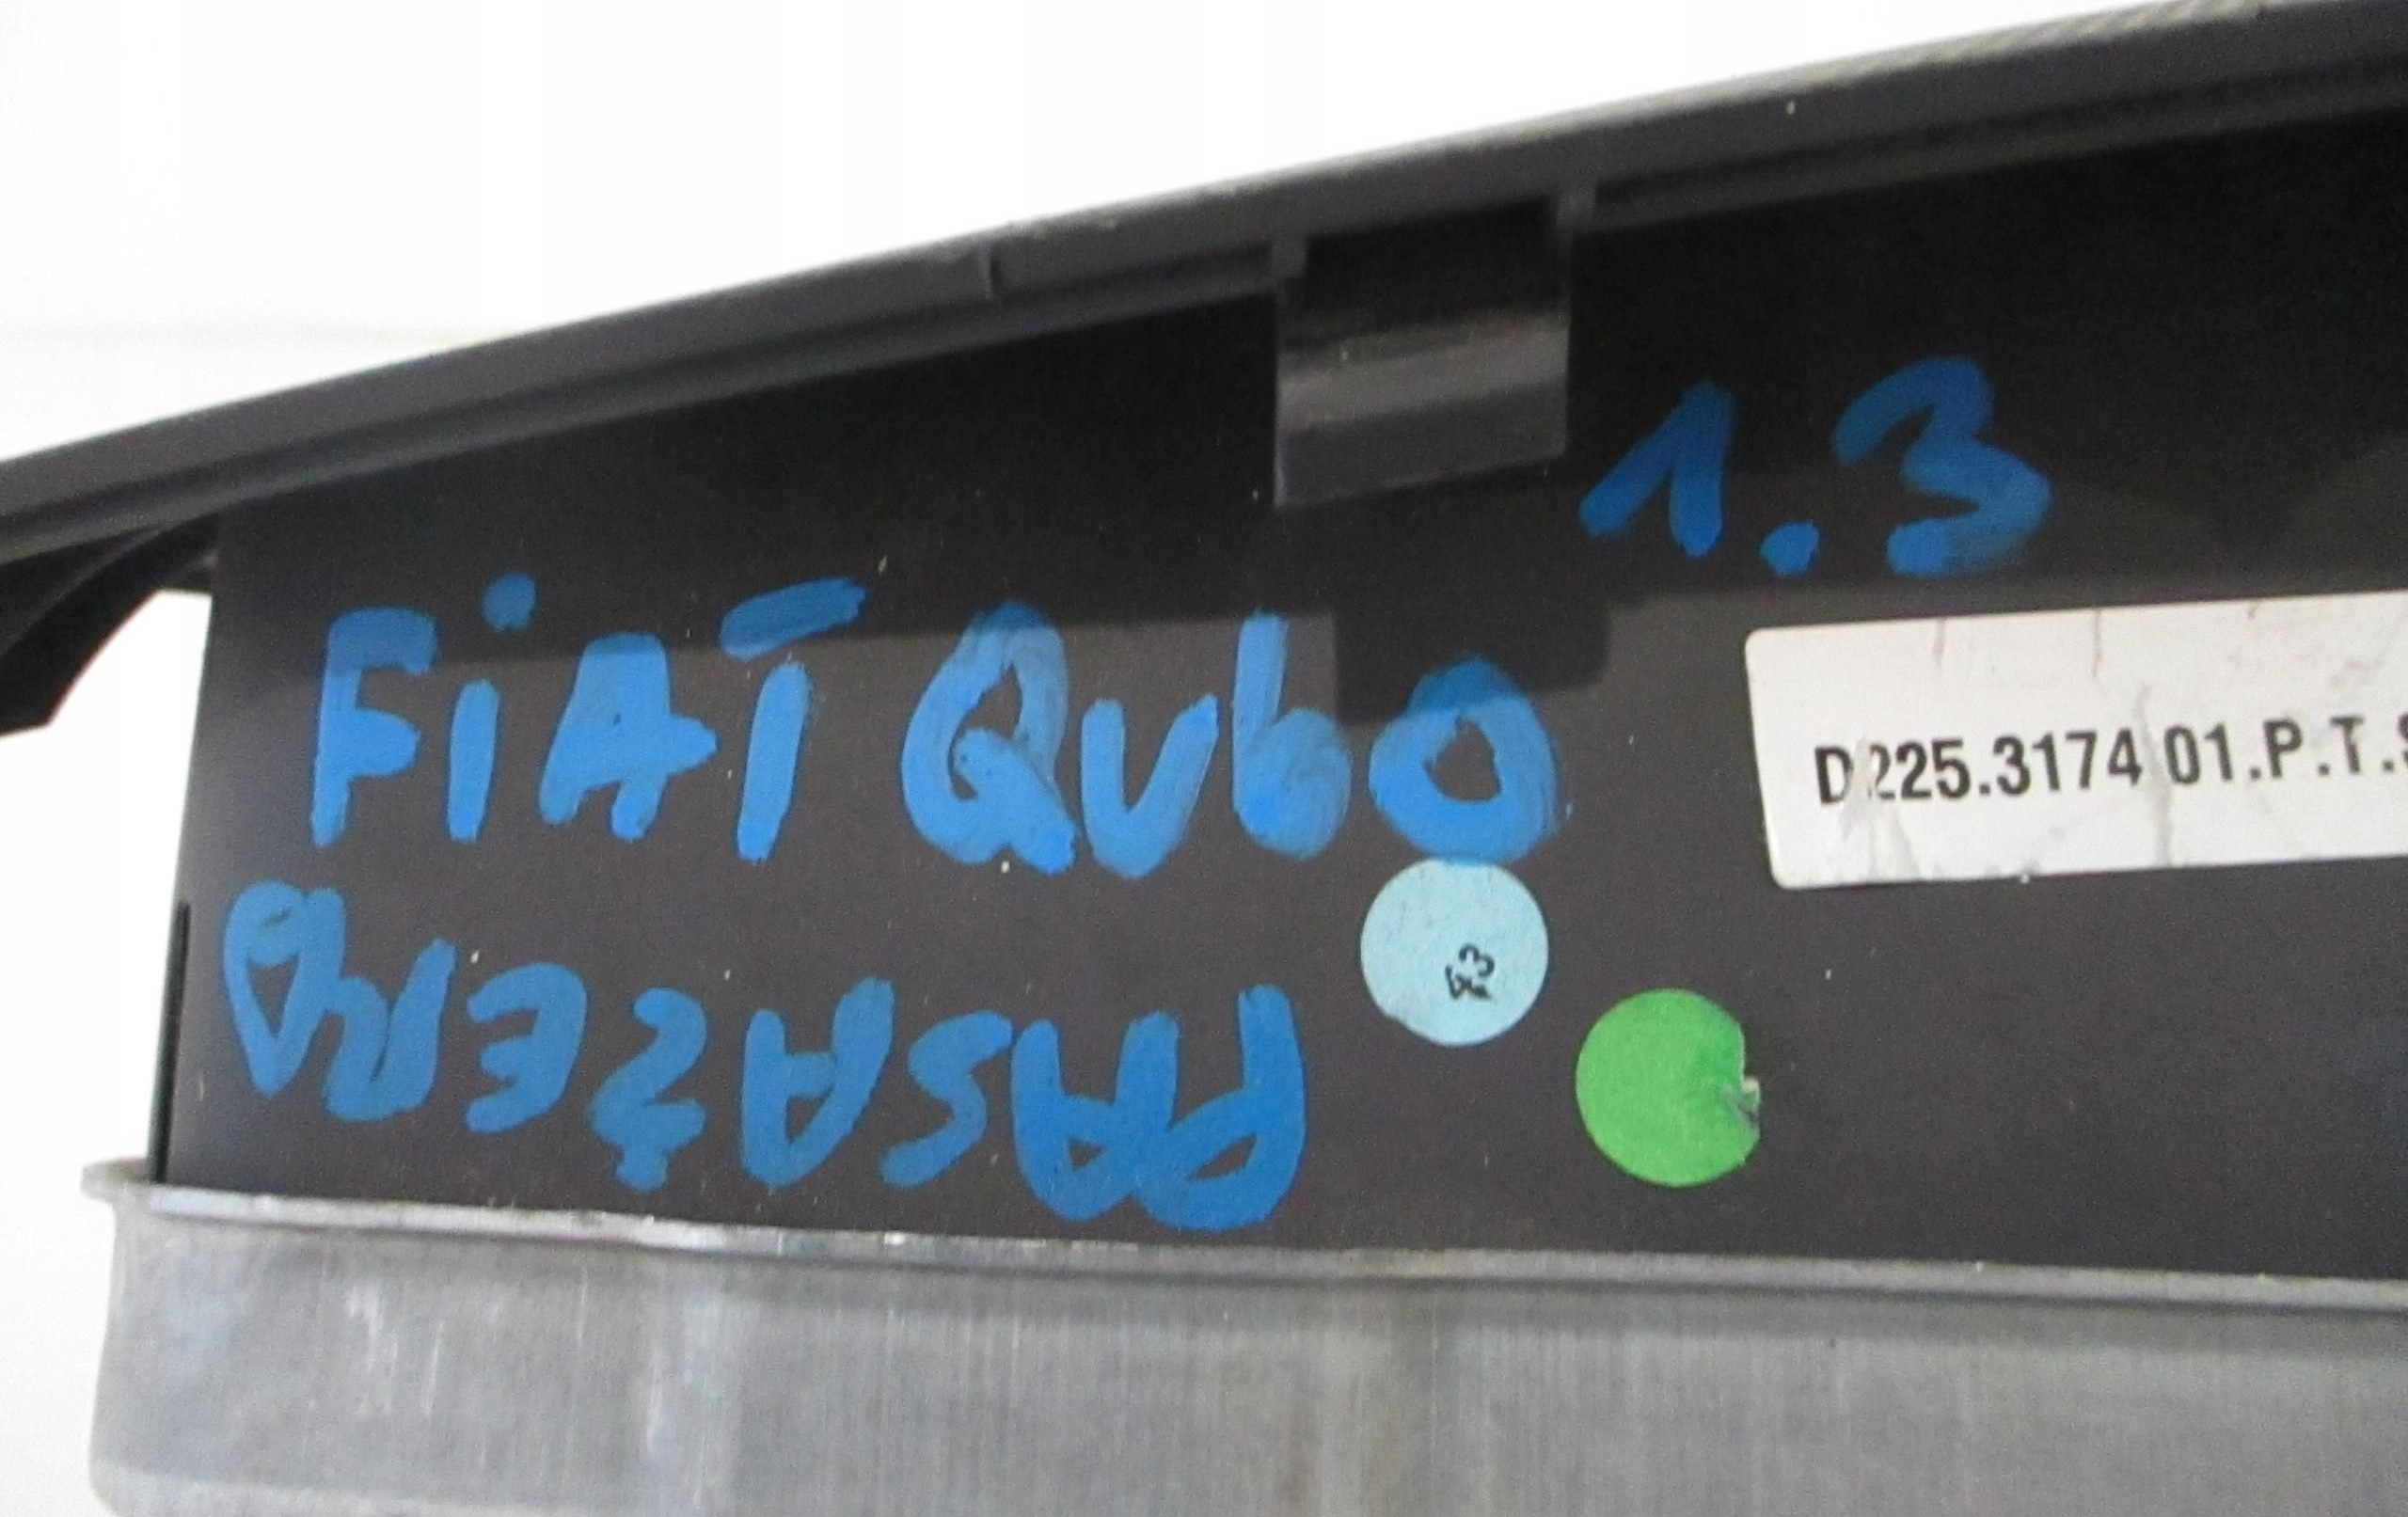 1.3
FiAT QUbO
D225.3174 01.P.T.
PASAŻERA